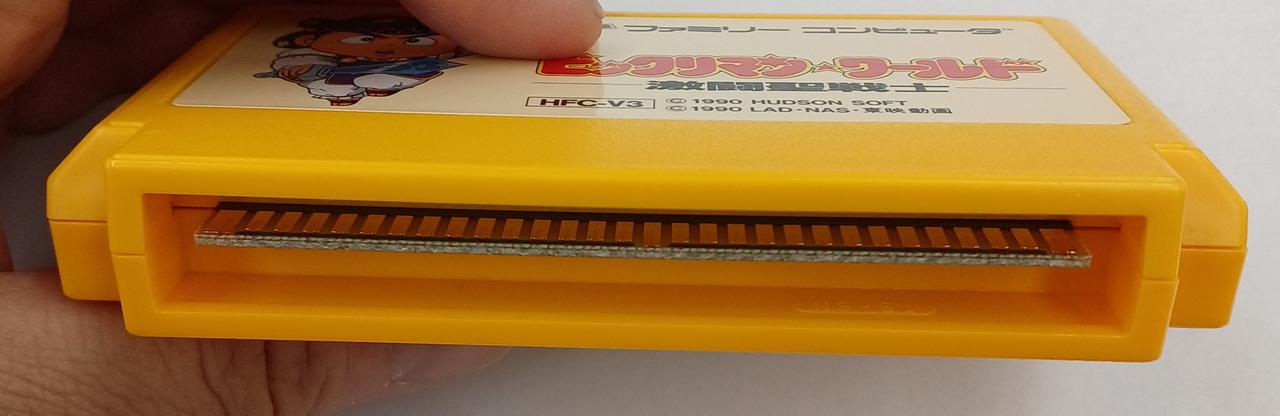 ファミリー コンピュータ™
ビックリマン☆ワールド
激闘聖戦士
HFC-V3
© 1990 HUDSON SOFT
© 1990 LAD・NAS・東映動画